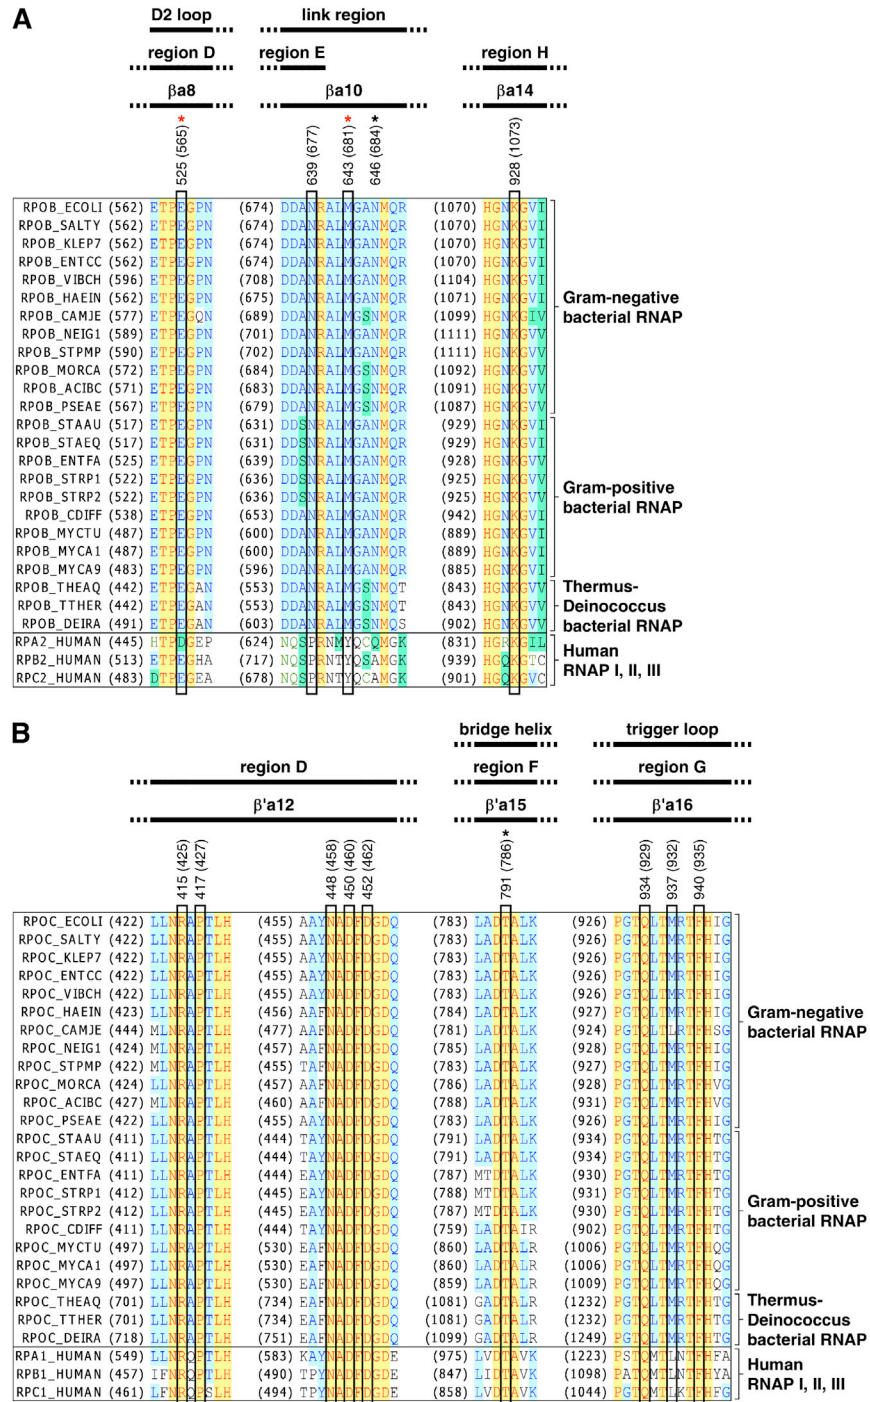 A
D2 loop link region
region D region E region H
βa8 βa10 βa14
* * *
525 (565) 639 (677) 643 (681) 646 (684) 928 (1073)
RPOB_ECOLI (562) ETPEGPN (674) DDANRALMGANMQR (1070) HGNKGVI
RPOB_SALTY (562) ETPEGPN (674) DDANRALMGANMQR (1070) HGNKGVI
RPOB_KLEP7 (562) ETPEGPN (674) DDANRALMGANMQR (1070) HGNKGVI
RPOB_ENTCC (562) ETPEGPN (674) DDANRALMGANMQR (1070) HGNKGVI
RPOB_VIBCH (596) ETPEGPN (708) DDANRALMGANMQR (1104) HGNKGVI
RPOB_HAEIN (562) ETPEGPN (675) DDANRALMGANMQR (1071) HGNKGVI
RPOB_CAMJE (577) ETPEGQN (689) DDANRALMGSNMQR (1099) HGNKGIV
RPOB_NEIG1 (589) ETPEGPN (701) DDANRALMGANMQR (1111) HGNKGVV
RPOB_STPMP (590) ETPEGPN (702) DDANRALMGANMQR (1111) HGNKGVV
RPOB_MORCA (572) ETPEGPN (684) DDANRALMGSNMQR (1092) HGNKGVV
RPOB_ACIBC (571) ETPEGPN (683) DDANRALMGSNMQR (1091) HGNKGVV
RPOB_PSEAE (567) ETPEGPN (679) DDANRALMGSNMQR (1087) HGNKGVV
Gram-negative
bacterial RNAP
RPOB_STAAU (517) ETPEGPN (631) DDSNRALMGANMQR (929) HGNKGVV
RPOB_STAEQ (517) ETPEGPN (631) DDSNRALMGANMQR (929) HGNKGVV
RPOB_ENTFA (525) ETPEGPN (639) DDSNRALMGANMQR (928) HGNKGVV
RPOB_STRP1 (522) ETPEGPN (636) DDSNRALMGANMQR (925) HGNKGVV
RPOB_STRP2 (522) ETPEGPN (636) DDSNRALMGANMQR (925) HGNKGVV
RPOB_CDIFF (538) ETPEGPN (653) DDANRALMGANMQR (942) HGNKGVV
RPOB_MYCTU (487) ETPEGPN (600) DDANRALMGANMQR (889) HGNKGVI
RPOB_MYCA1 (487) ETPEGPN (600) DDANRALMGANMQR (889) HGNKGVI
RPOB_MYCA9 (483) ETPEGPN (596) DDANRALMGANMQR (885) HGNKGVI
Gram-positive
bacterial RNAP
RPOB_THEAQ (442) ETPEGAN (553) DDANRALMGSNMQT (843) HGNKGVV
RPOB_TTHER (442) ETPEGAN (553) DDANRALMGSNMQT (843) HGNKGVV
RPOB_DEIRA (491) ETPEGAN (603) DDANRALMGSNMQS (902) HGNKGVV
Thermus-
Deinococcus
bacterial RNAP
RPA2_HUMAN (445) HTPDGEP (624) NQSPRNMYQCQMGK (831) HGRKGIL
RPB2_HUMAN (513) ETPEGHA (717) NQSPRNTYQSAMGK (939) HGQKGTC
RPC2_HUMAN (483) DTPEGEA (678) NQSPRNTYQCAMGK (901) HGFKGVC
Human
RNAP I, II, III
B
bridge helix trigger loop
region D region F region G
β'a12 β'a15 β'a16
*
415 (425) 417 (427) 448 (458) 450 (460) 452 (462) 791 (786) 934 (929) 937 (932) 940 (935)
RPOC_ECOLI (422) LLNRAPTLH (455) AAYNADFDGDQ (783) LADTALK (926) PGTQLTMRTFHIG
RPOC_SALTY (422) LLNRAPTLH (455) AAYNADFDGDQ (783) LADTALK (926) PGTQLTMRTFHIG
RPOC_KLEP7 (422) LLNRAPTLH (455) AAYNADFDGDQ (783) LADTALK (926) PGTQLTMRTFHIG
RPOC_ENTCC (422) LLNRAPTLH (455) AAYNADFDGDQ (783) LADTALK (926) PGTQLTMRTFHIG
RPOC_VIBCH (422) LLNRAPTLH (455) AAYNADFDGDQ (783) LADTALK (926) PGTQLTMRTFHIG
RPOC_HAEIN (423) LLNRAPTLH (456) AAFNADFDGDQ (784) LADTALK (927) PGTQLTMRTFHIG
RPOC_CAMJE (444) MLNRAPTLH (477) AAFNADFDGDQ (781) LADTALK (924) PGTQLTLRTFHSG
RPOC_NEIG1 (424) MLNRAPTLH (457) AAFNADFDGDQ (785) LADTALK (928) PGTQLTMRTFHIG
RPOC_STPMP (422) MLNRAPTLH (455) TAFNADFDGDQ (783) LADTALK (927) PGTQLTMRTFHIG
RPOC_MORCA (424) LLNRAPTLH (457) AAFNADFDGDQ (786) LADTALK (928) PGTQLTMRTFHVG
RPOC_ACIBC (427) MLNRAPTLH (460) AAFNADFDGDQ (788) LADTALK (931) PGTQLTMRTFHVG
RPOC_PSEAE (422) LLNRAPTLH (455) AAYNADFDGDQ (783) LADTALK (926) PGTQLTMRTFHIG
Gram-negative
bacterial RNAP
RPOC_STAAU (411) LLNRAPTLH (444) TAYNADFDGDQ (791) LADTALK (934) PGTQLTMRTFHTG
RPOC_STAEQ (411) LLNRAPTLH (444) TAYNADFDGDQ (791) LADTALK (934) PGTQLTMRTFHTG
RPOC_ENTFA (411) LLNRAPTLH (444) EAYNADFDGDQ (787) MTDTALK (930) PGTQLTMRTFHTG
RPOC_STRP1 (412) LLNRAPTLH (445) EAYNADFDGDQ (788) MTDTALK (931) PGTQLTMRTFHTG
RPOC_STRP2 (412) LLNRAPTLH (445) EAYNADFDGDQ (787) MTDTALK (930) PGTQLTMRTFHTG
RPOC_CDIFF (411) LLNRAPTLH (444) TAYNADFDGDQ (759) LADTAIR (902) PGTQLTMRTFHTG
RPOC_MYCTU (497) LLNRAPTLH (530) EAFNADFDGDQ (860) LADTALR (1006) PGTQLTMRTFHQG
RPOC_MYCA1 (497) LLNRAPTLH (530) EAFNADFDGDQ (860) LADTALR (1006) PGTQLTMRTFHQG
RPOC_MYCA9 (497) LLNRAPTLH (530) EAFNADFDGDQ (859) LADTALR (1009) PGTQLTMRTFHQG
Gram-positive
bacterial RNAP
RPOC_THEAQ (701) LLNRAPTLH (734) EAFNADFDGDQ (1081) GADTALR (1232) PGTQLTMRTFHTG
RPOC_TTHER (701) LLNRAPTLH (734) EAFNADFDGDQ (1081) GADTALR (1232) PGTQLTMRTFHTG
RPOC_DEIRA (718) LLNRAPTLH (751) EAFNADFDGDQ (1099) GADTALR (1249) PGTQLTMRTFHTG
Thermus-
Deinococcus
bacterial RNAP
RPA1_HUMAN (549) LLNRQPTLH (583) KAYNADFDGDE (975) LVDTAVK (1223) PSTQMTLNTFHFA
RPB1_HUMAN (457) IFNRQPTLH (490) TPYNADFDGDE (847) LIDTAVK (1098) PATQMTLNTFHYA
RPC1_HUMAN (461) LFNRQPSLH (494) TPYNADFDGDE (858) LVDTAVK (1044) PGTQMTLKTFHFA
Human
RNAP I, II, III